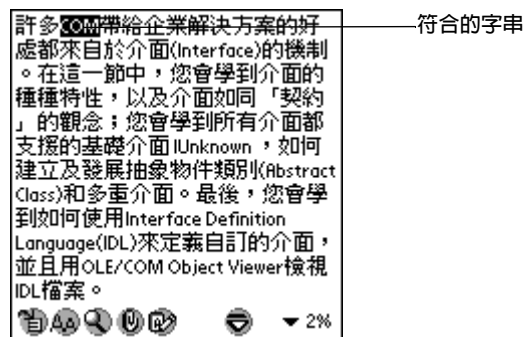 許多COM帶給企業解決方案的好
處都來自於介面(Interface)的機制
。在這一節中，您會學到介面的
種種特性，以及介面如同「契約
」的觀念；您會學到所有介面都
支援的基礎介面IUnknown，如何
建立及發展抽象物件類別(Abstract
Class)和多重介面。最後，您會學
到如何使用Interface Definition
Language(IDL)來定義自訂的介面，
並且用OLE/COM Object Viewer檢視
IDL檔案。
2%
符合的字串